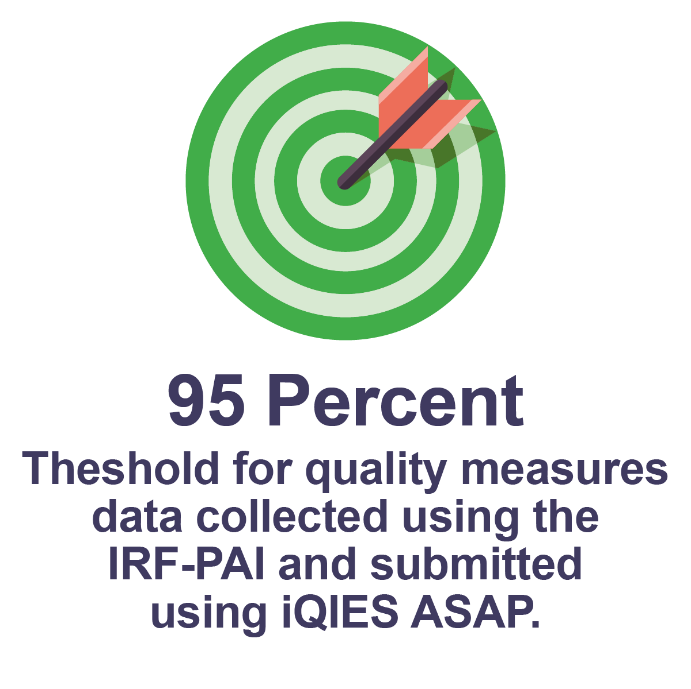 95 Percent
Theshold for quality measures
data collected using the
IRF-PAI and submitted
using iQIES ASAP.